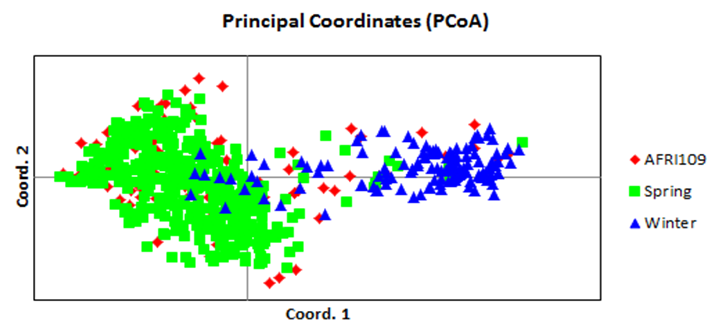 Principal Coordinates (PCoA)
Coord. 2
AFRI109
Spring
Winter
Coord. 1